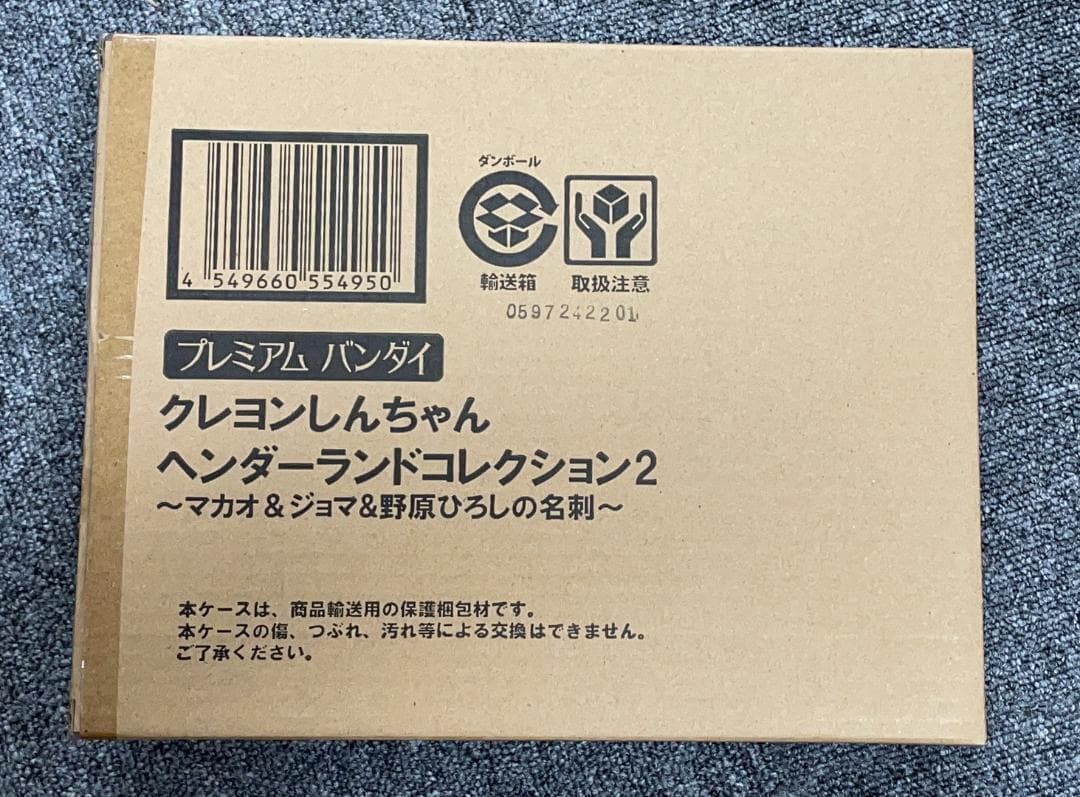 ダンボール
4 549660 554950
輸送箱
取扱注意
0597242201
プレミアム バンダイ
クレヨンしんちゃん
ヘンダーランドコレクション2
～マカオ&ジョマ&野原ひろしの名刺～
本ケースは、商品輸送用の保護梱包材です。
本ケースの傷、つぶれ、汚れ等による交換はできません。
ご了承ください。